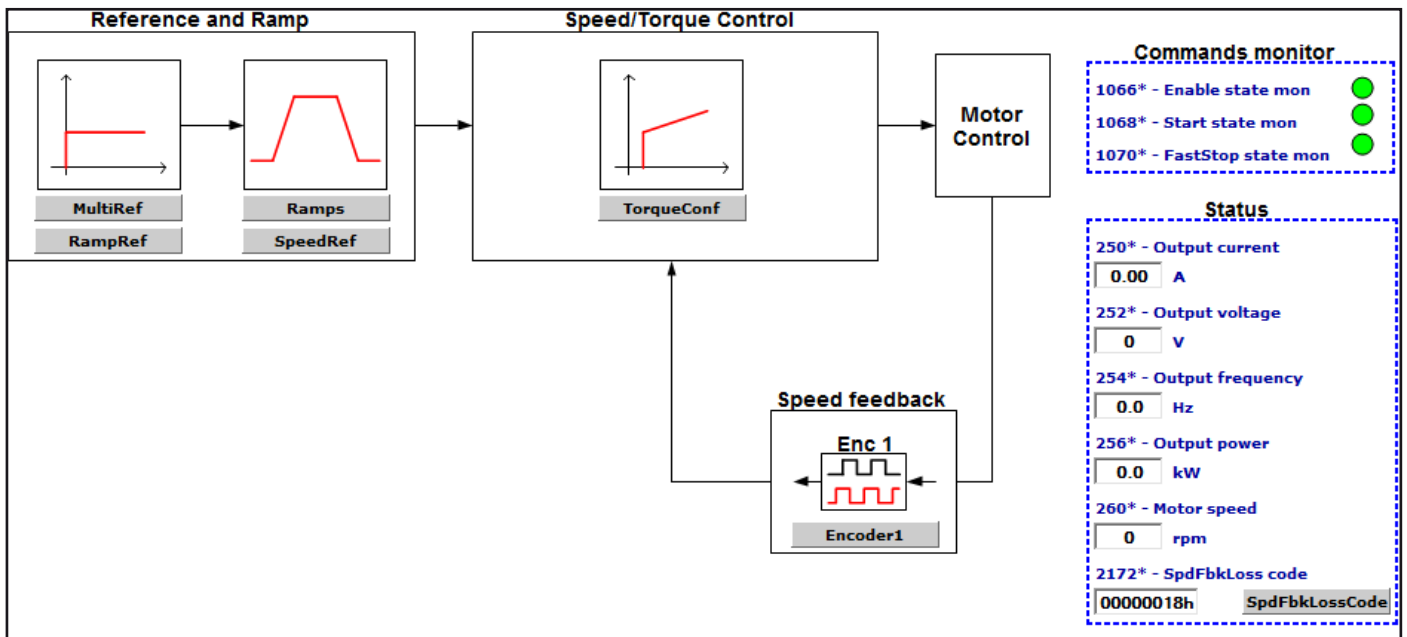 Reference and Ramp
MultiRef
RampRef
Ramps
SpeedRef
Speed/Torque Control
TorqueConf
Motor
Control
Speed feedback
Enc 1
Encoder1
Commands monitor
1066* - Enable state mon
1068* - Start state mon
1070* - FastStop state mon
Status
250* - Output current
0.00 A
252* - Output voltage
0 V
254* - Output frequency
0.0 Hz
256* - Output power
0.0 kW
260* - Motor speed
0 rpm
2172* - SpdFbkLoss code
00000018h SpdFbkLossCode